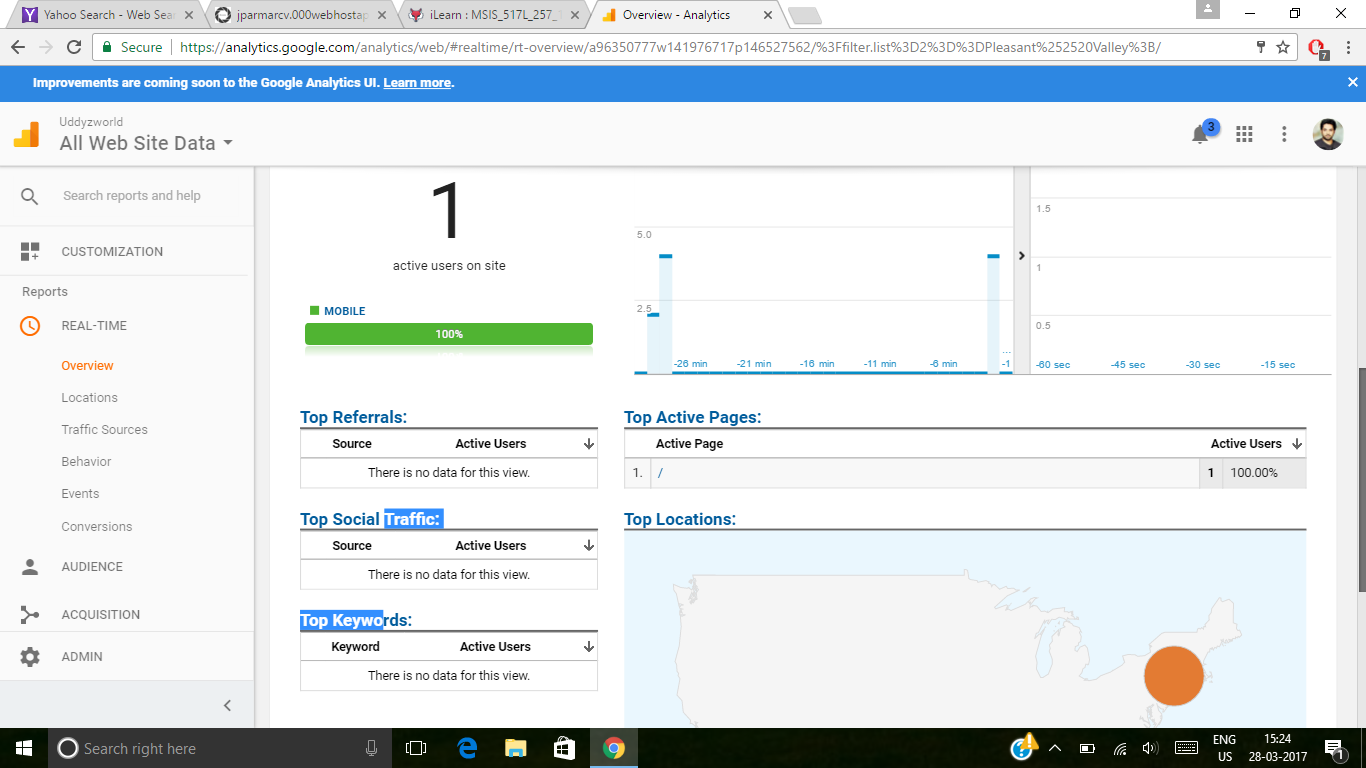 Yahoo Search - Web Sear
jparmarcv.000webhostap
iLearn : MSIS_517L_257_
Overview - Analytics
Secure
https://analytics.google.com/analytics/web/#realtime/rt-overview/a96350777w141976717p146527562/%3Ffilter.list%3D2%3D%3DPleasant%252520Valley%3B/
7
Improvements are coming soon to the Google Analytics UI. Learn more.
Uddyzworld
All Web Site Data
3
Search reports and help
CUSTOMIZATION
Reports
REAL-TIME
Overview
Locations
Traffic Sources
Behavior
Events
Conversions
AUDIENCE
ACQUISITION
ADMIN
1
active users on site
MOBILE
100%
5.0
2.5
-26 min
-21 min
-16 min
-11 min
-6 min
...
-1
1.5
1
0.5
-60 sec
-45 sec
-30 sec
-15 sec
Top Referrals:
Source Active Users
There is no data for this view.
Top Active Pages:
Active Page Active Users
1. / 1 100.00%
Top Social Traffic:
Source Active Users
There is no data for this view.
Top Keywords:
Keyword Active Users
There is no data for this view.
Top Locations:
Search right here
ENG
US
15:24
28-03-2017
1